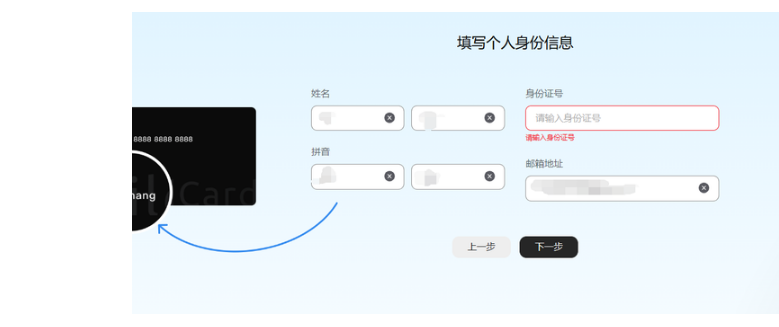 填写个人身份信息
姓名
身份证号
请输入身份证号
请输入身份证号
8888 8888 8888
拼音
邮箱地址
ang
Card
上一步
下一步